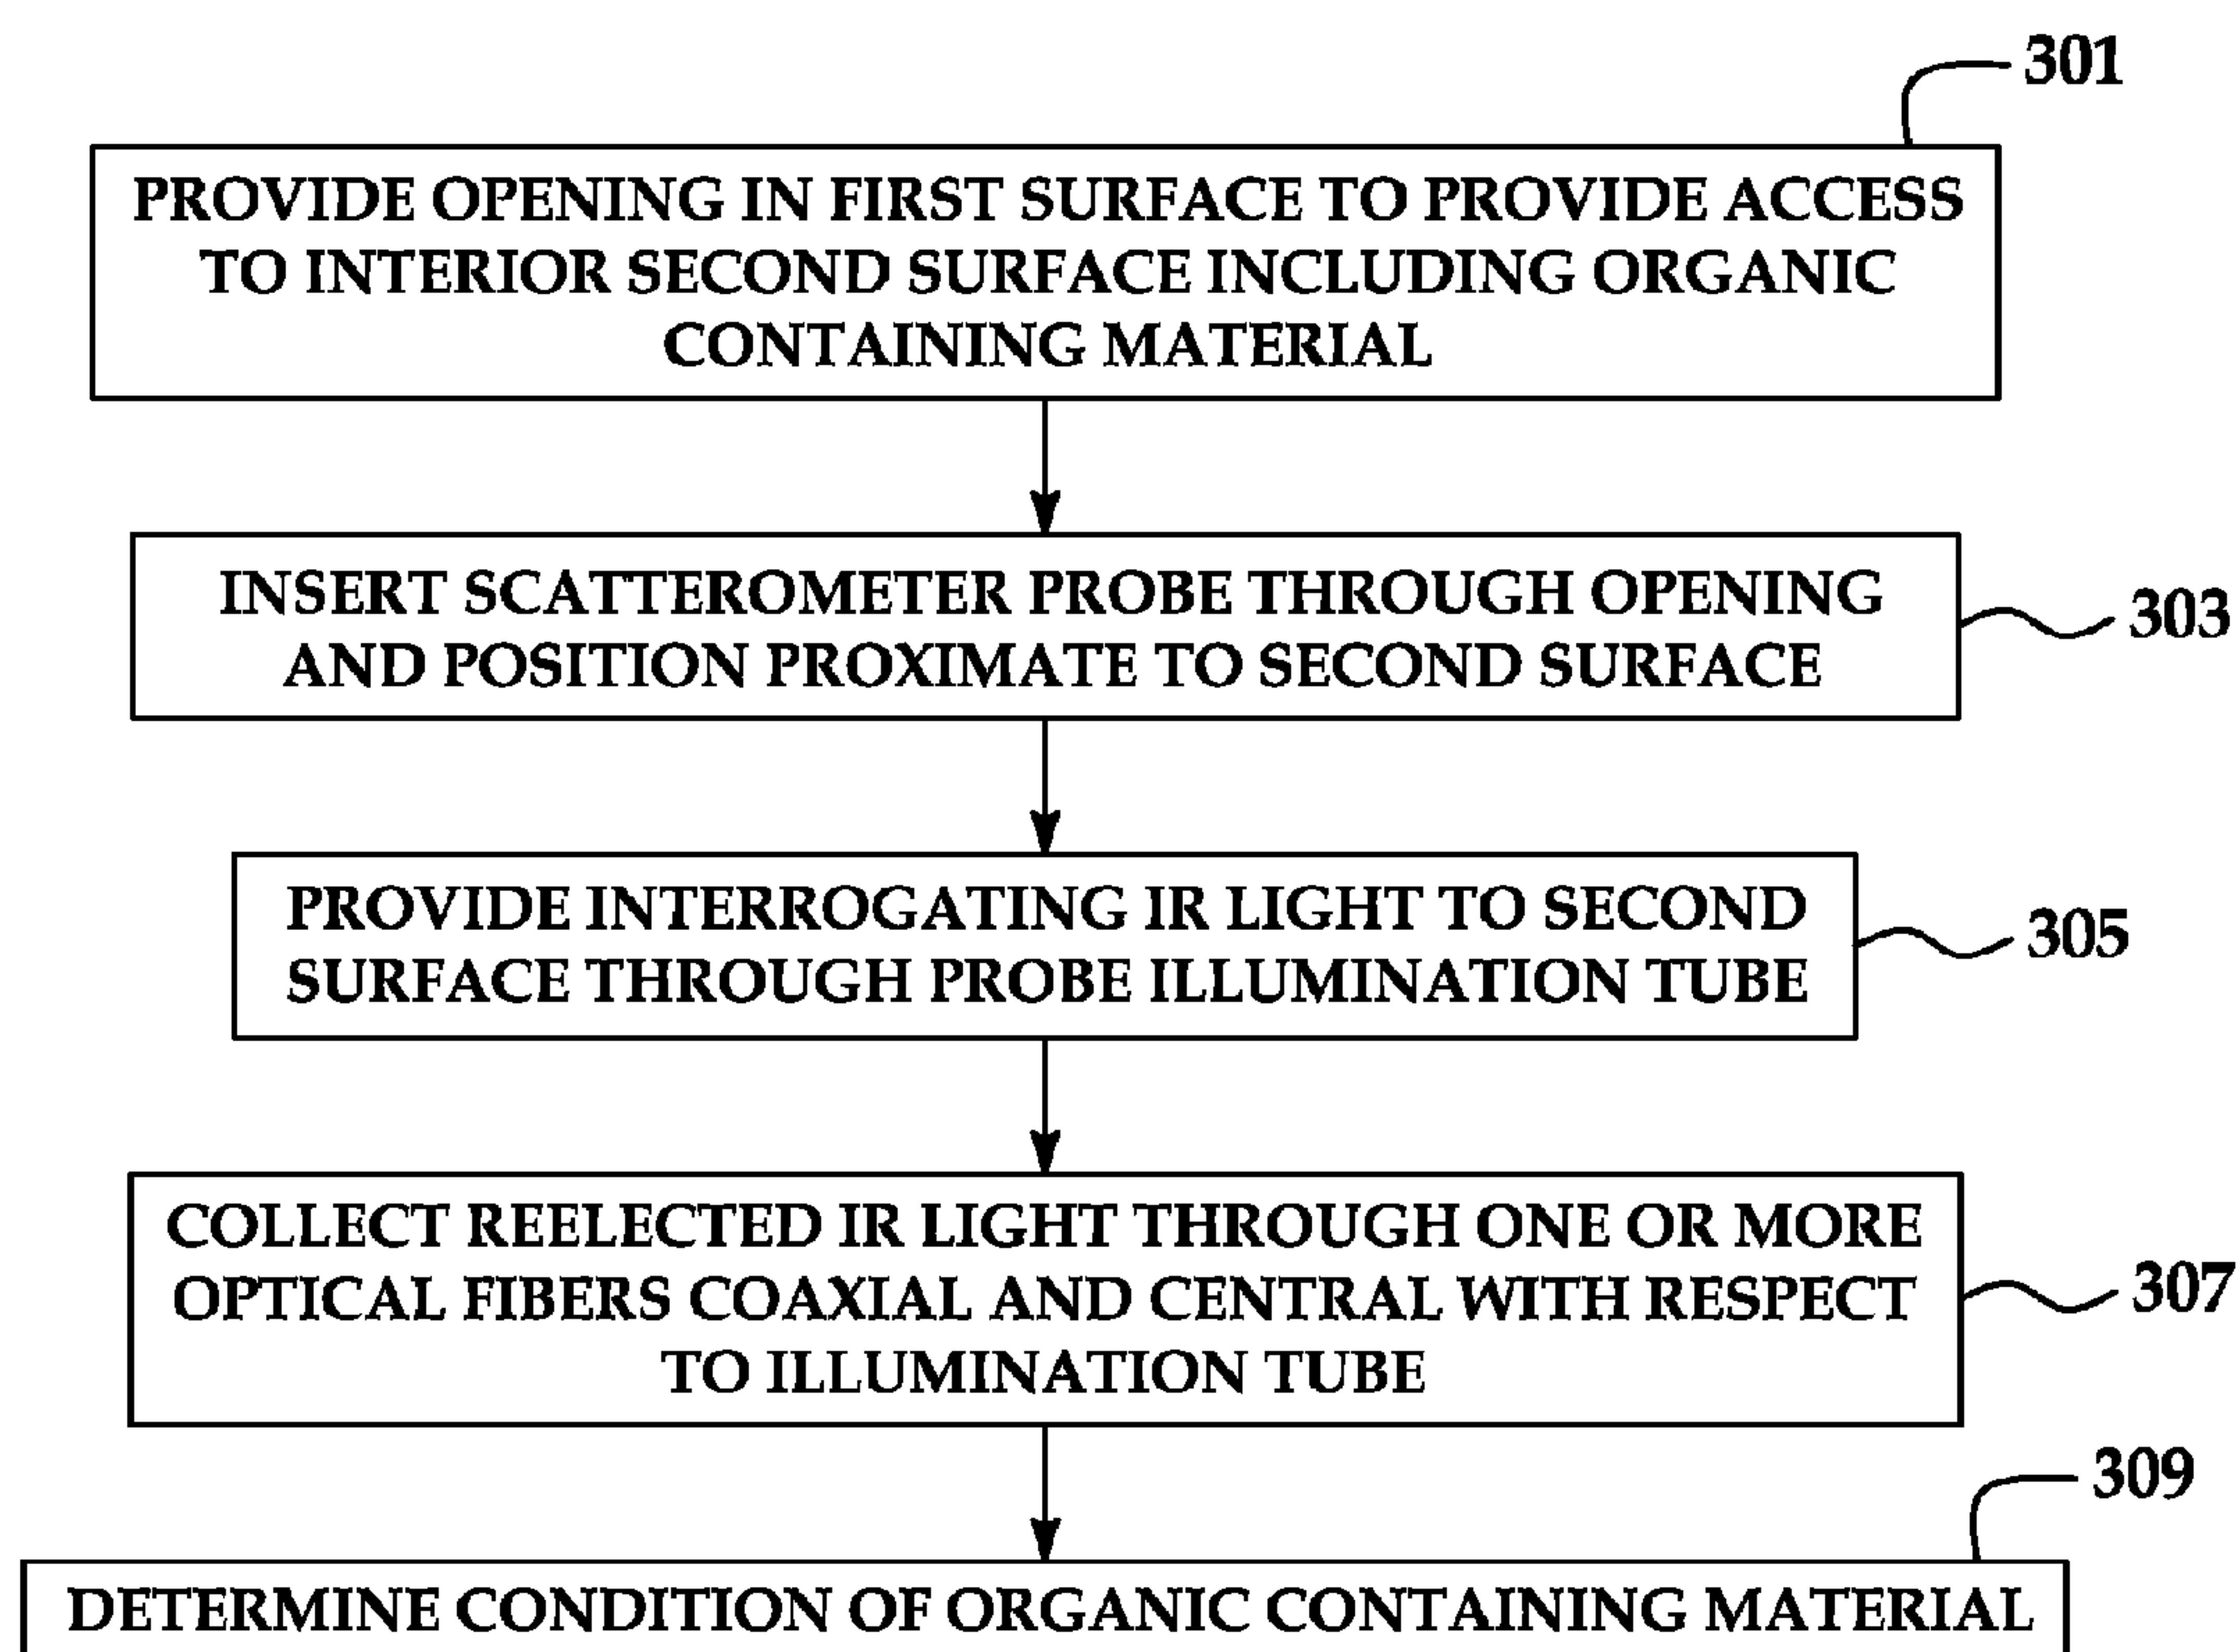 301
PROVIDE OPENING IN FIRST SURFACE TO PROVIDE ACCESS
TO INTERIOR SECOND SURFACE INCLUDING ORGANIC
CONTAINING MATERIAL
INSERT SCATTEROMETER PROBE THROUGH OPENING
AND POSITION PROXIMATE TO SECOND SURFACE
303
PROVIDE INTERROGATING IR LIGHT TO SECOND
SURFACE THROUGH PROBE ILLUMINATION TUBE
305
COLLECT REELECTED IR LIGHT THROUGH ONE OR MORE
OPTICAL FIBERS COAXIAL AND CENTRAL WITH RESPECT
TO ILLUMINATION TUBE
307
309
DETERMINE CONDITION OF ORGANIC CONTAINING MATERIAL